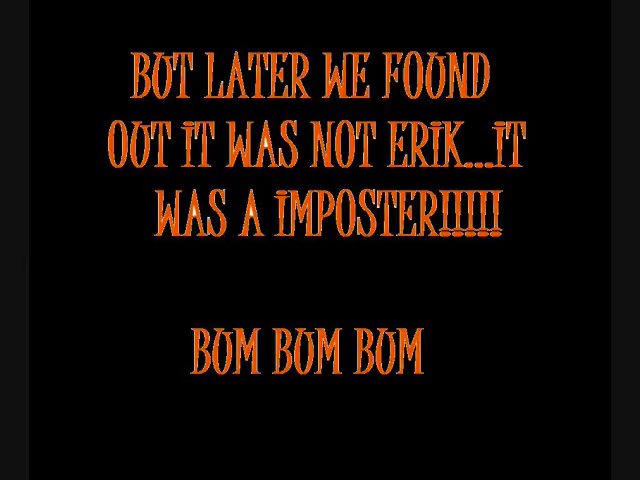 BUT LATER WE FOUND
OUT IT WAS NOT ERIK...IT
WAS A IMPOSTER!!!!!
BUM BUM BUM